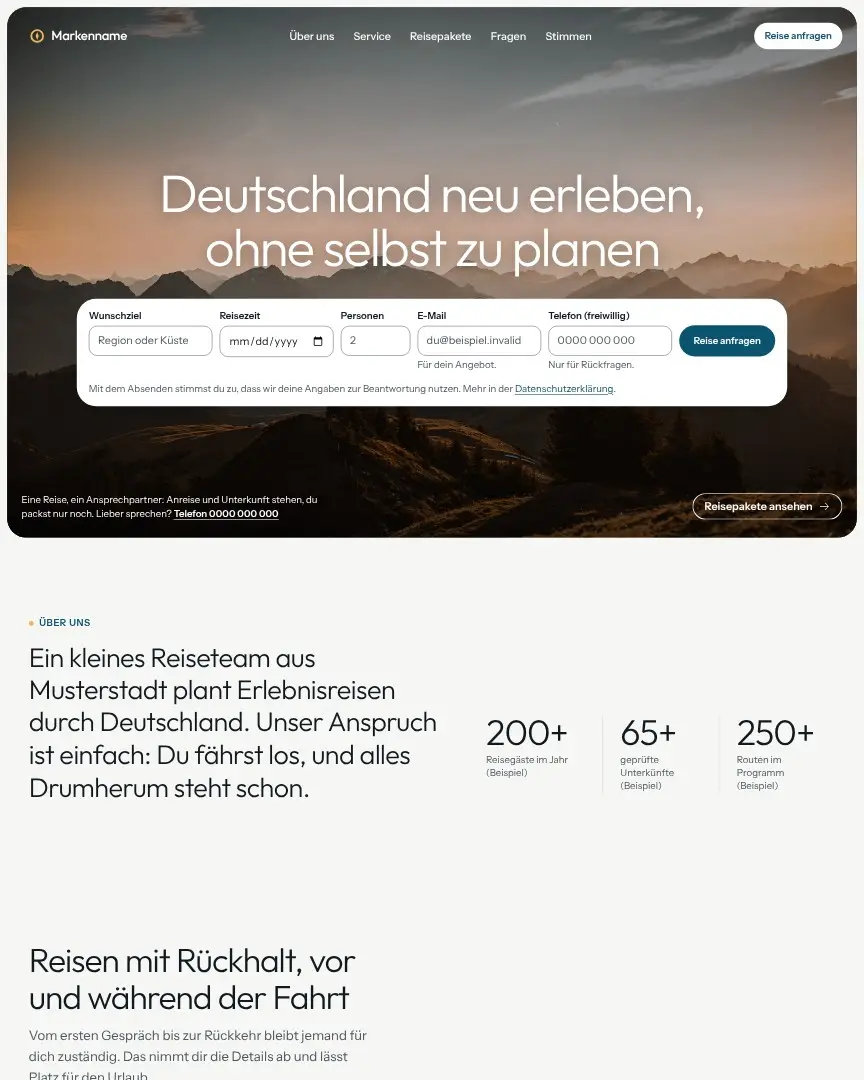 Markenname
Über uns
Service
Reisepakete
Fragen
Stimmen
Reise anfragen
Deutschland neu erleben,
ohne selbst zu planen
Wunschziel
Reisezeit
Personen
E-Mail
Telefon (freiwillig)
Region oder Küste
mm/dd/yyyy
2
du@beispiel.invalid
0000 000 000
Reise anfragen
Für dein Angebot.
Nur für Rückfragen.
Mit dem Absenden stimmst du zu, dass wir deine Angaben zur Beantwortung nutzen. Mehr in der Datenschutzerklärung.
Eine Reise, ein Ansprechpartner: Anreise und Unterkunft stehen, du
packst nur noch. Lieber sprechen? Telefon 0000 000 000
Reisepakete ansehen →
ÜBER UNS
Ein kleines Reiseteam aus
Musterstadt plant Erlebnisreisen
durch Deutschland. Unser Anspruch
ist einfach: Du fährst los, und alles
Drumherum steht schon.
200+
Reisegäste im Jahr
(Beispiel)
65+
geprüfte
Unterkünfte
(Beispiel)
250+
Routen im
Programm
(Beispiel)
Reisen mit Rückhalt, vor
und während der Fahrt
Vom ersten Gespräch bis zur Rückkehr bleibt jemand für
dich zuständig. Das nimmt dir die Details ab und lässt
Platz für den Urlaub.